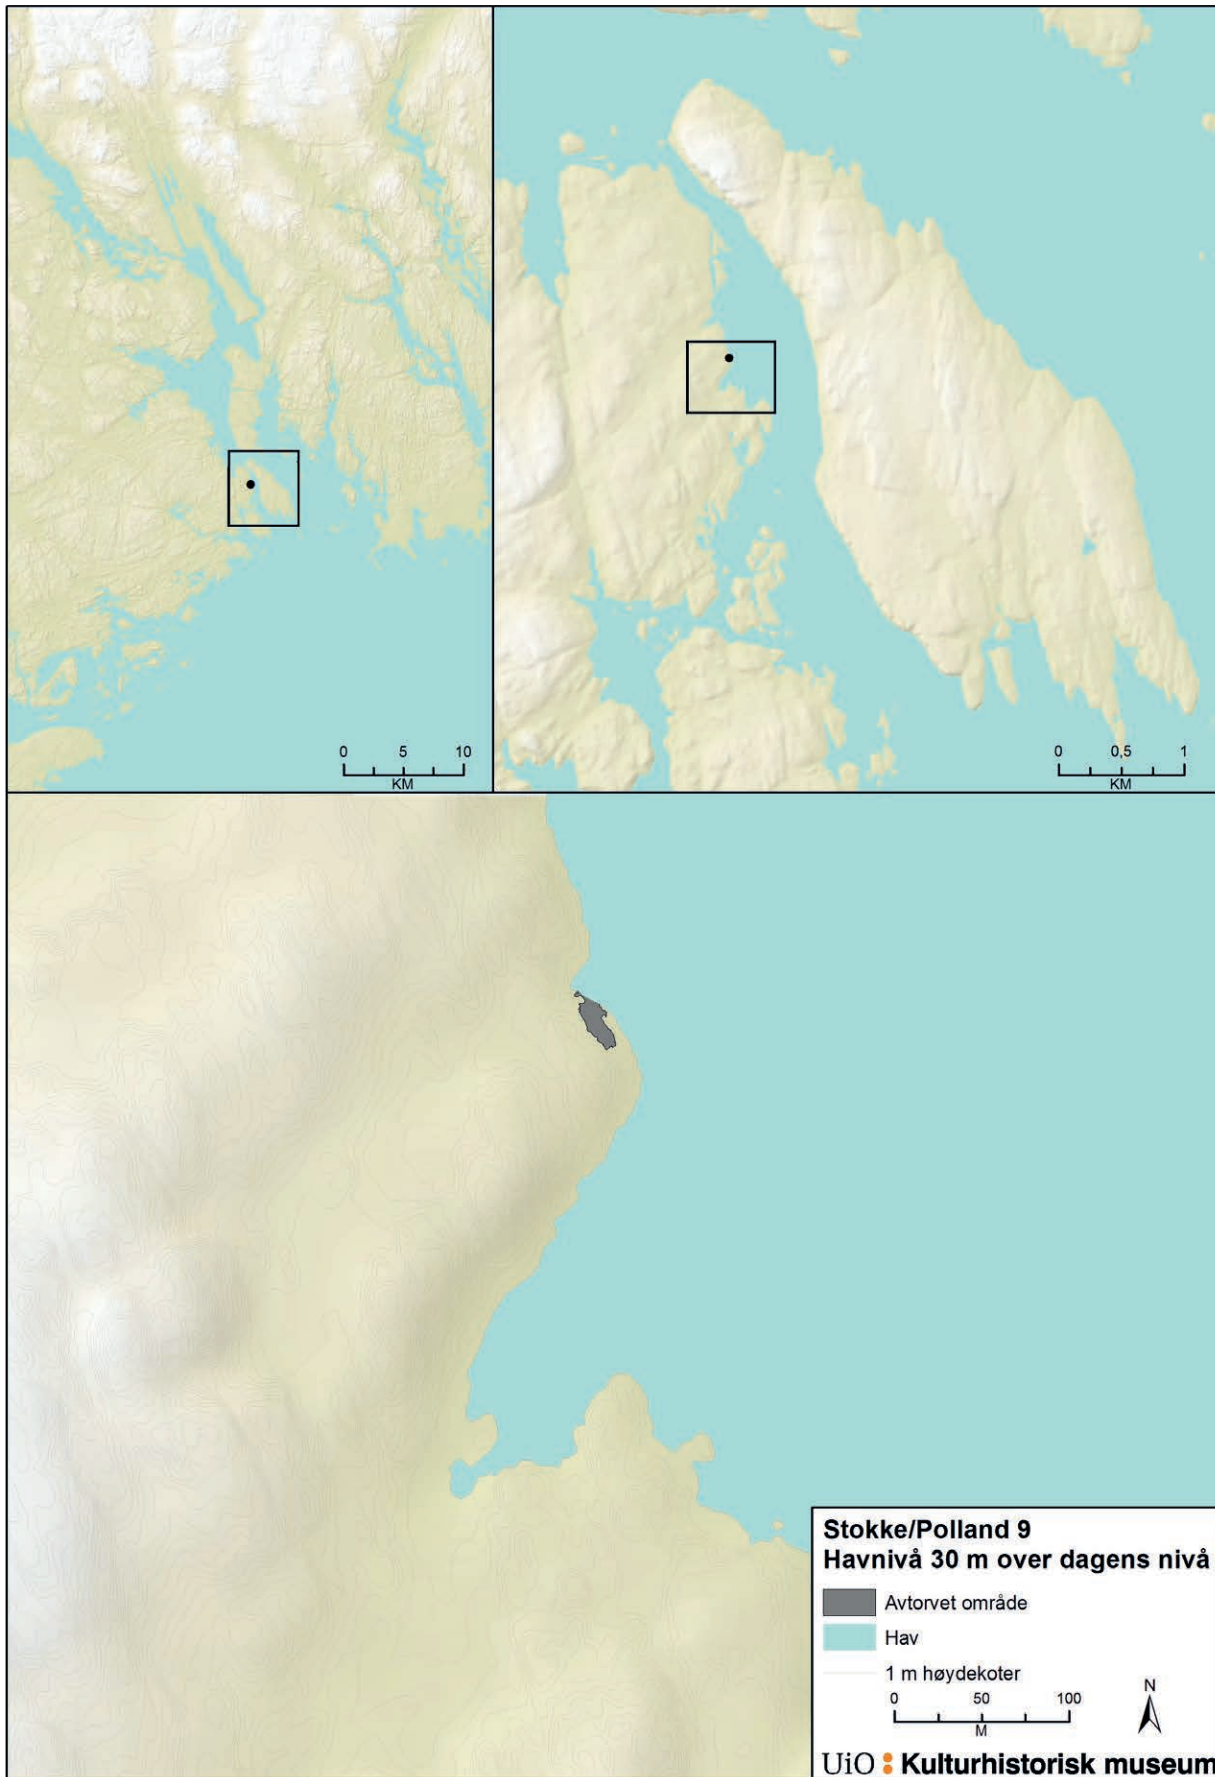 0 5 10
KM
0 0,5 1
KM
Stokke/Polland 9
Havnivå 30 m over dagens nivå
Avtorvet område
Hav
1 m høydekoter
0 50 100
M
N
UiO : Kulturhistorisk museum